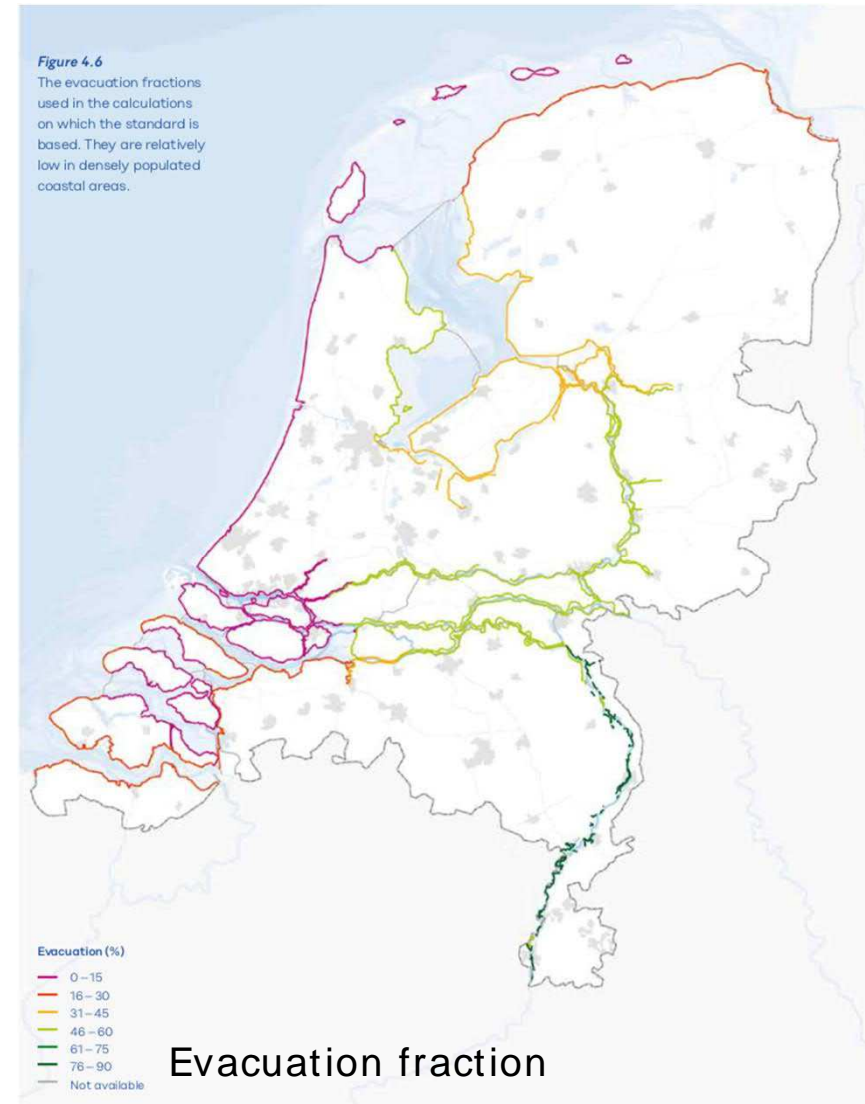 Figure 4.6
The evacuation fractions
used in the calculations
on which the standard is
based. They are relatively
low in densely populated
coastal areas.
Evacuation (%)
0–15
16–30
31–45
46–60
61–75
76–90
Not available
Evacuation fraction